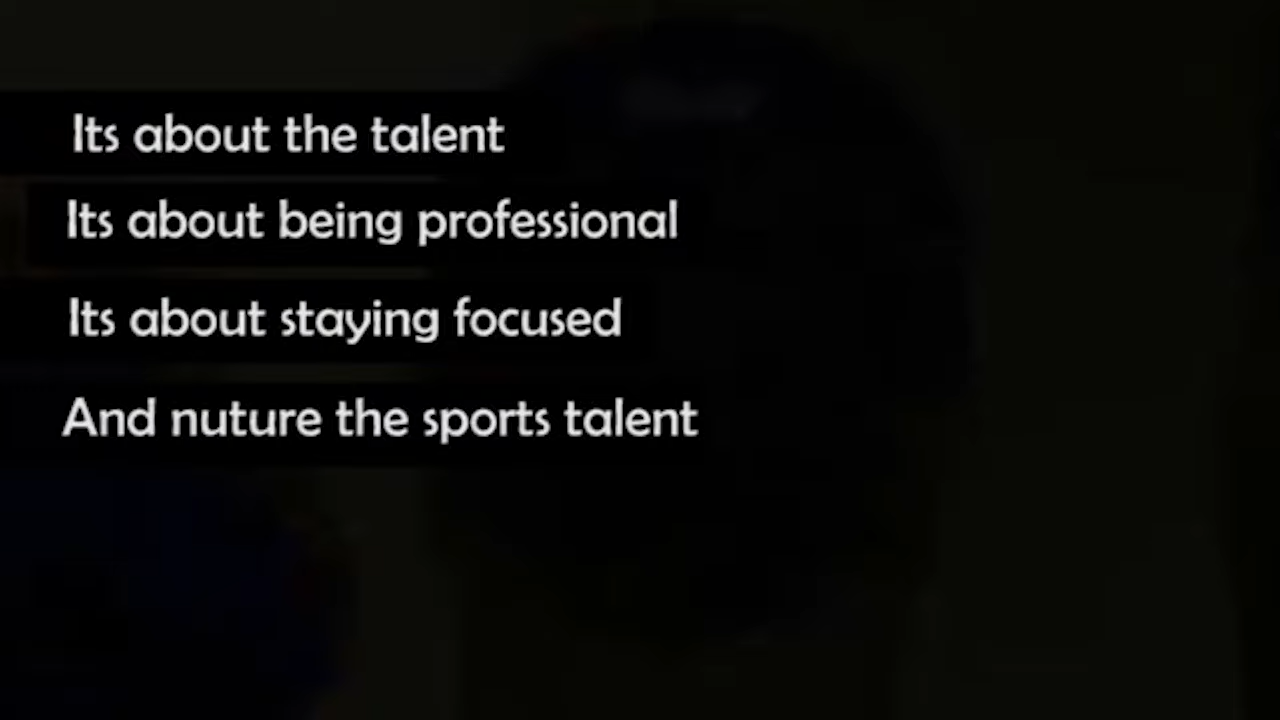 Its about the talent
Its about being professional
Its about staying focused
And nuture the sports talent